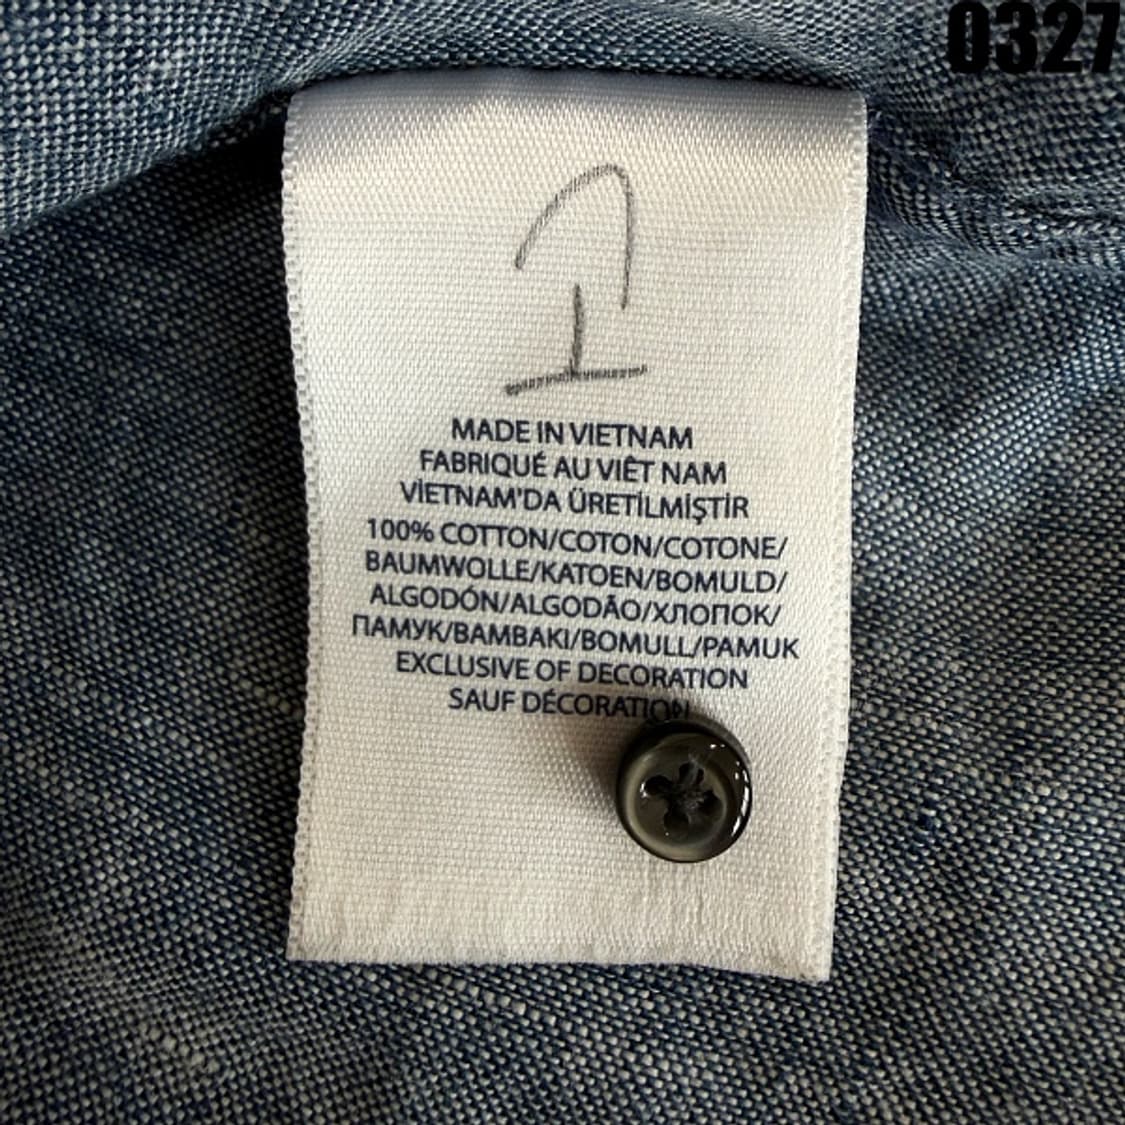 0327
MADE IN VIETNAM
FABRIQUÉ AU VIÊT NAM
VİETNAM'DA ÜRETİLMİŞTİR
100% COTTON/COTON/COTONE/
BAUMWOLLE/KATOEN/BOMULD/
ALGODÓN/ALGODÃO/ХЛОПОК/
ΠΑΜУК/BAMBAKI/BOMULL/PAMUK
EXCLUSIVE OF DECORATION
SAUF DÉCORATION